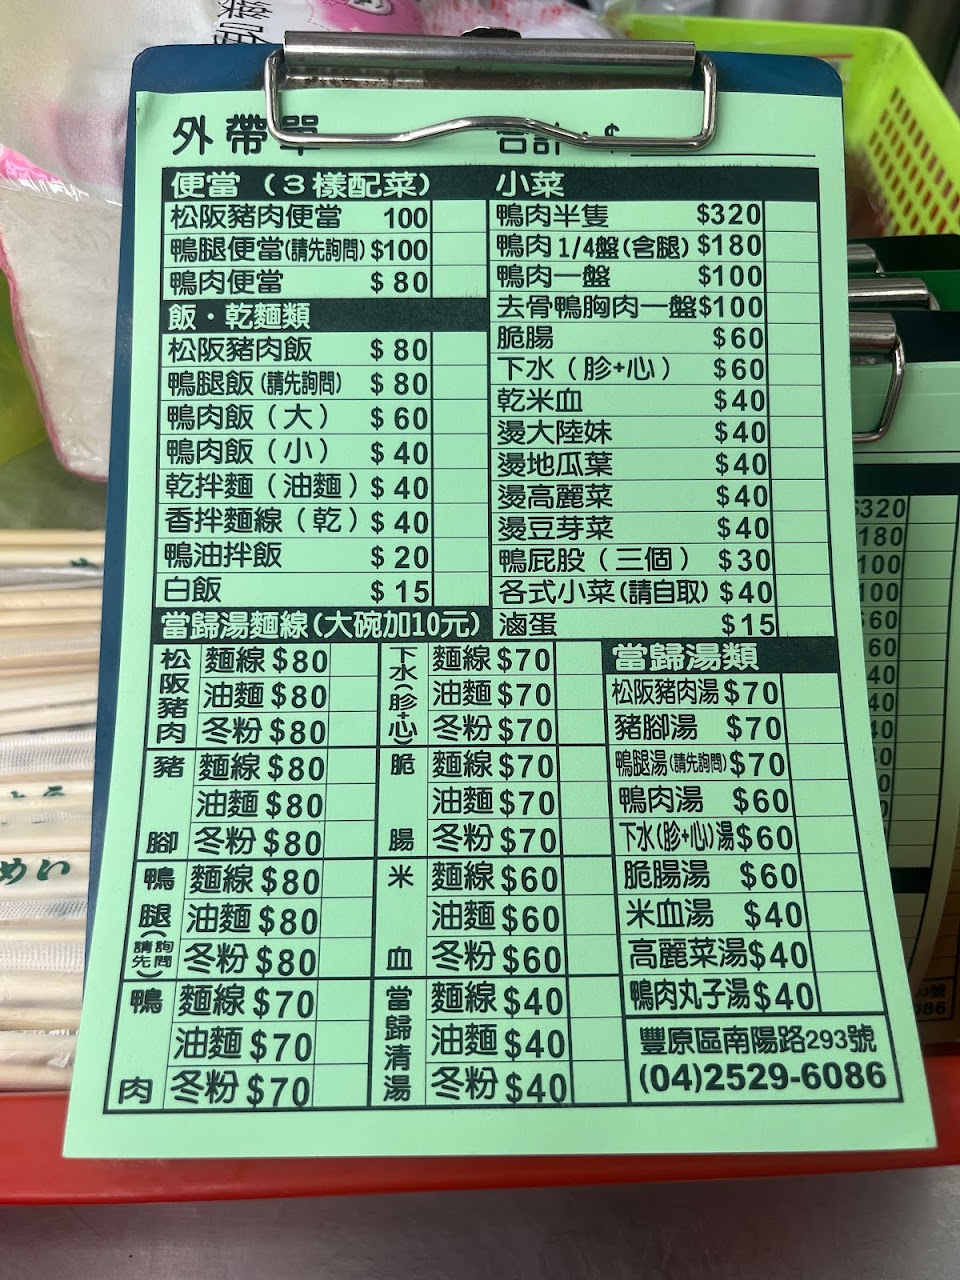 外帶單
合計：$
便當（3樣配菜）
松阪豬肉便當 100
鴨腿便當(請先詢問) $100
鴨肉便當 $80
飯・乾麵類
松阪豬肉飯 $80
鴨腿飯(請先詢問) $80
鴨肉飯（大） $60
鴨肉飯（小） $40
乾拌麵（油麵） $40
香拌麵線（乾） $40
鴨油拌飯 $20
白飯 $15
小菜
鴨肉半隻 $320
鴨肉1/4盤(含腿) $180
鴨肉一盤 $100
去骨鴨胸肉一盤 $100
脆腸 $60
下水（胗+心） $60
乾米血 $40
燙大陸妹 $40
燙地瓜葉 $40
燙高麗菜 $40
燙豆芽菜 $40
鴨屁股（三個） $30
各式小菜(請自取) $40
滷蛋 $15
當歸湯麵線(大碗加10元)
松阪豬肉
麵線 $80
油麵 $80
冬粉 $80
豬腳
麵線 $80
油麵 $80
冬粉 $80
鴨腿(請先詢問)
麵線 $80
油麵 $80
冬粉 $80
鴨肉
麵線 $70
油麵 $70
冬粉 $70
下水(胗+心)
麵線 $70
油麵 $70
冬粉 $70
脆腸
麵線 $70
油麵 $70
冬粉 $70
米血
麵線 $60
油麵 $60
冬粉 $60
當歸清湯
麵線 $40
油麵 $40
冬粉 $40
當歸湯類
松阪豬肉湯 $70
豬腳湯 $70
鴨腿湯(請先詢問) $70
鴨肉湯 $60
下水(胗+心)湯 $60
脆腸湯 $60
米血湯 $40
高麗菜湯 $40
鴨肉丸子湯 $40
豐原區南陽路293號
(04)2529-6086
$320
180
100
100
60
60
40
40
40
めい